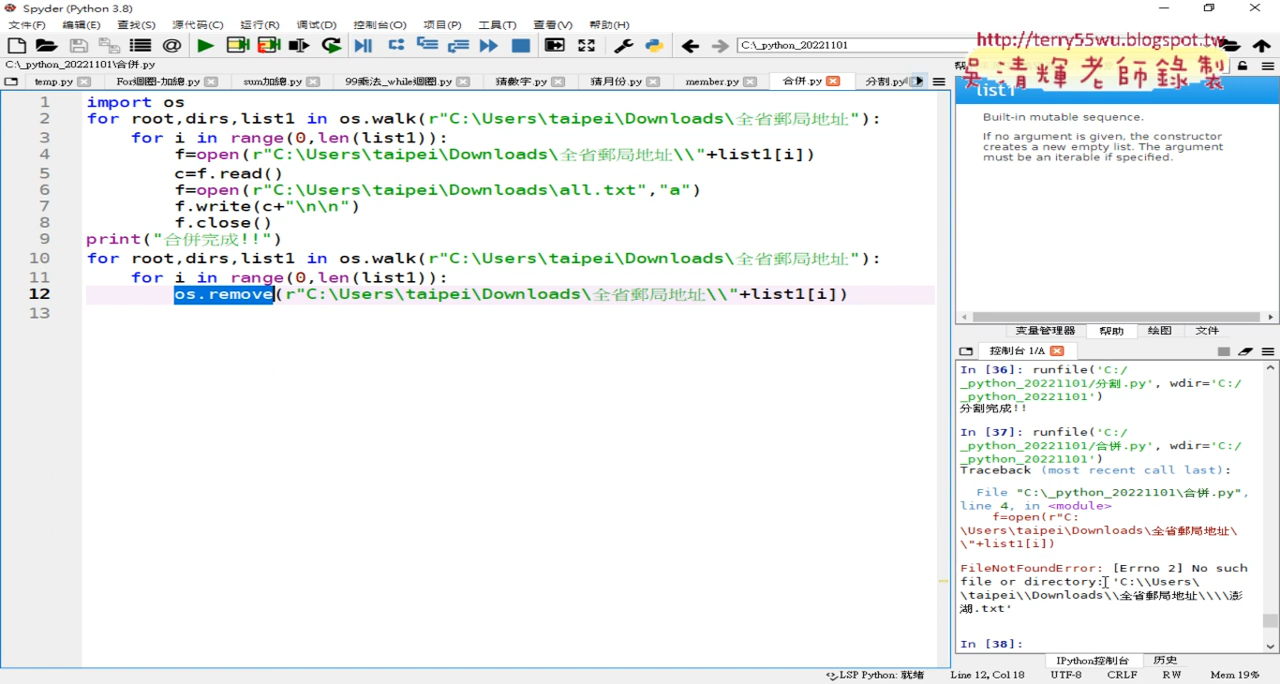 Spyder (Python 3.8)
文件(F) 编辑(E) 查找(S) 源代码(C) 运行(R) 调试(D) 控制台(O) 项目(P) 工具(T) 查看(V) 帮助(H)
C:\_python_20221101
http://terry55wu.blogspot.tw
吳清輝老師錄製
C:\_python_20221101\合併.py
temp.py For迴圈-加總.py sum加總.py 99乘法_while迴圈.py 猜數字.py 猜月份.py member.py 合併.py 分割.py
1 import os
2 for root,dirs,list1 in os.walk(r"C:\Users\taipei\Downloads\全省郵局地址"):
3 for i in range(0,len(list1)):
4 f=open(r"C:\Users\taipei\Downloads\全省郵局地址\\"+list1[i])
5 c=f.read()
6 f=open(r"C:\Users\taipei\Downloads\all.txt","a")
7 f.write(c+"\n\n")
8 f.close()
9 print("合併完成!!")
10 for root,dirs,list1 in os.walk(r"C:\Users\taipei\Downloads\全省郵局地址"):
11 for i in range(0,len(list1)):
12 os.remove(r"C:\Users\taipei\Downloads\全省郵局地址\\"+list1[i])
13
list1
Built-in mutable sequence.
If no argument is given, the constructor
creates a new empty list. The argument
must be an iterable if specified.
变量管理器 帮助 绘图 文件
控制台 1/A
In [36]: runfile('C:/
_python_20221101/分割.py', wdir='C:/
_python_20221101')
分割完成!!
In [37]: runfile('C:/
_python_20221101/合併.py', wdir='C:/
_python_20221101')
Traceback (most recent call last):
File "C:\_python_20221101\合併.py",
line 4, in <module>
f=open(r"C:
\Users\taipei\Downloads\全省郵局地址\
\"+list1[i])
FileNotFoundError: [Errno 2] No such
file or directory: 'C:\\Users\
\taipei\\Downloads\\全省郵局地址\\\\澎
湖.txt'
In [38]:
IPython控制台 历史
LSP Python: 就绪 Line 12, Col 18 UTF-8 CRLF RW Mem 19%